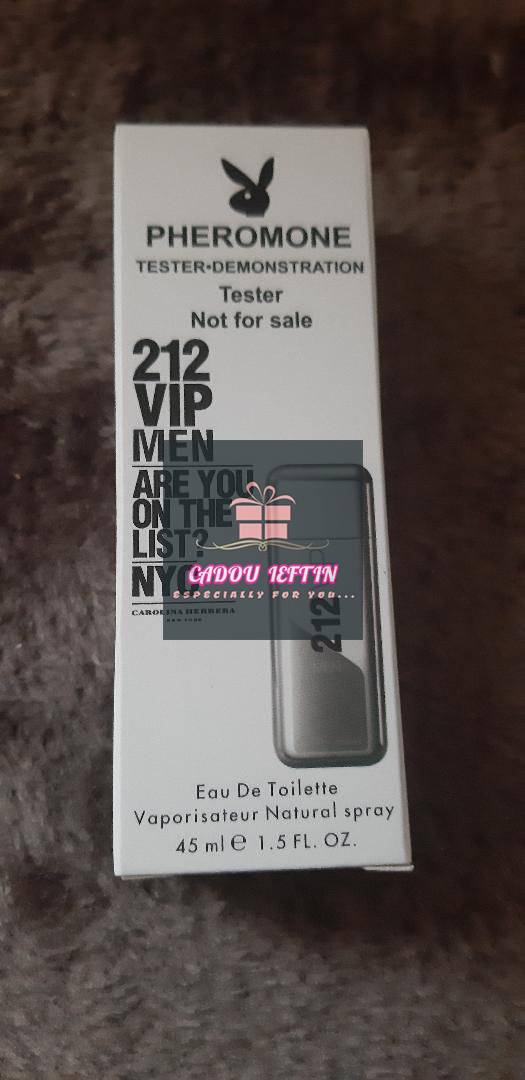 PHEROMONE
TESTER•DEMONSTRATION
Tester
Not for sale
212
VIP
MEN
ARE YOU
ON THE
LIST?
NYC
CADOU IEFTIN
ESPECIALLY FOR YOU...
CAROLINA HERRERA
NEW YORK
212
Eau De Toilette
Vaporisateur Natural spray
45 ml e 1.5 FL. OZ.